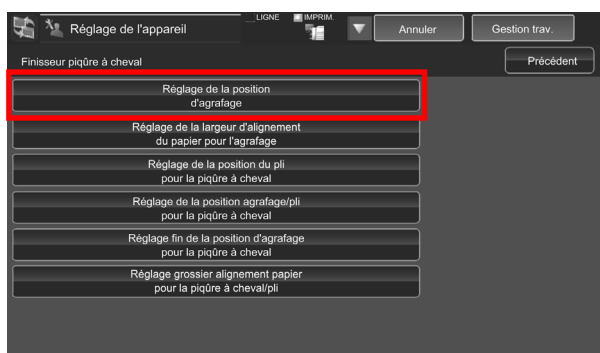 Réglage de l'appareil
LIGNE
IMPRIM.
Annuler
Gestion trav.
Finisseur piqûre à cheval
Précédent
Réglage de la position
d'agrafage
Réglage de la largeur d'alignement
du papier pour l'agrafage
Réglage de la position du pli
pour la piqûre à cheval
Réglage de la position agrafage/pli
pour la piqûre à cheval
Réglage fin de la position d'agrafage
pour la piqûre à cheval
Réglage grossier alignement papier
pour la piqûre à cheval/pli